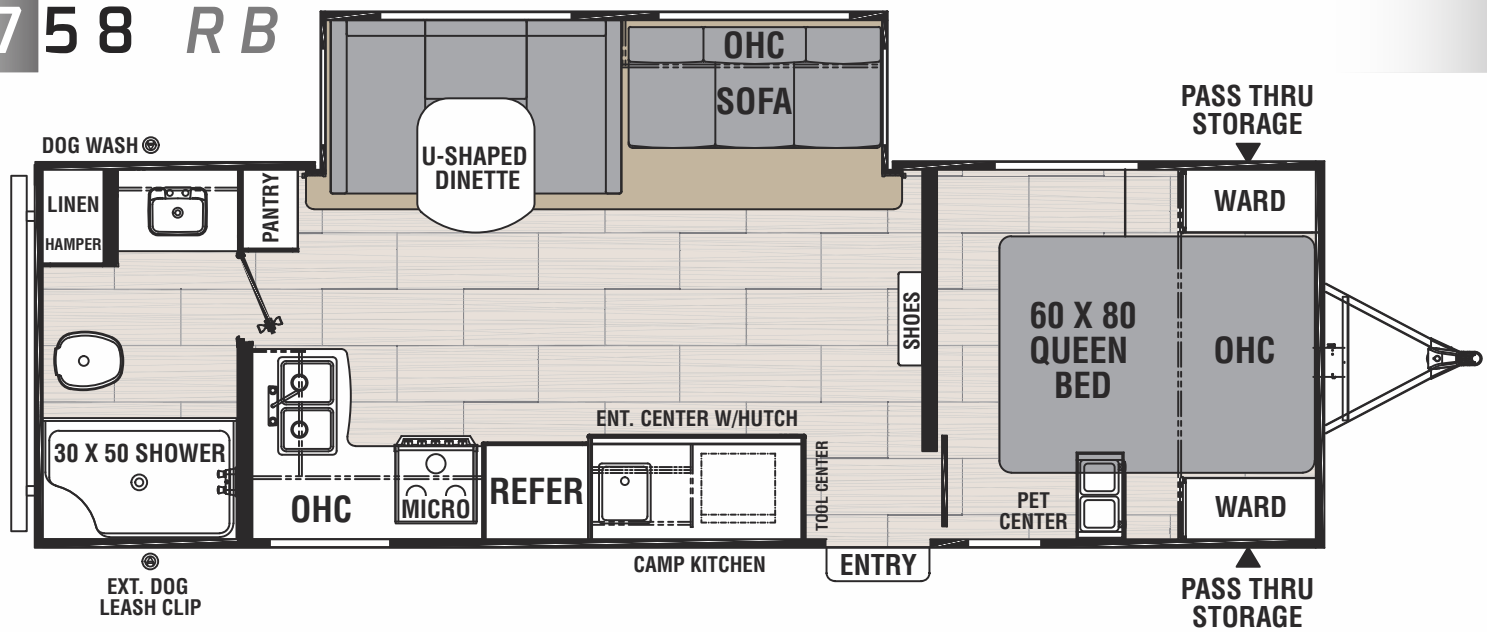 758 RB
OHC
SOFA
PASS THRU
STORAGE
DOG WASH
U-SHAPED
DINETTE
LINEN
HAMPER
PANTRY
WARD
SHOES
60 X 80
QUEEN
BED
OHC
ENT. CENTER W/HUTCH
30 X 50 SHOWER
OHC
MICRO
REFER
TOOL CENTER
PET
CENTER
WARD
CAMP KITCHEN
ENTRY
EXT. DOG
LEASH CLIP
PASS THRU
STORAGE